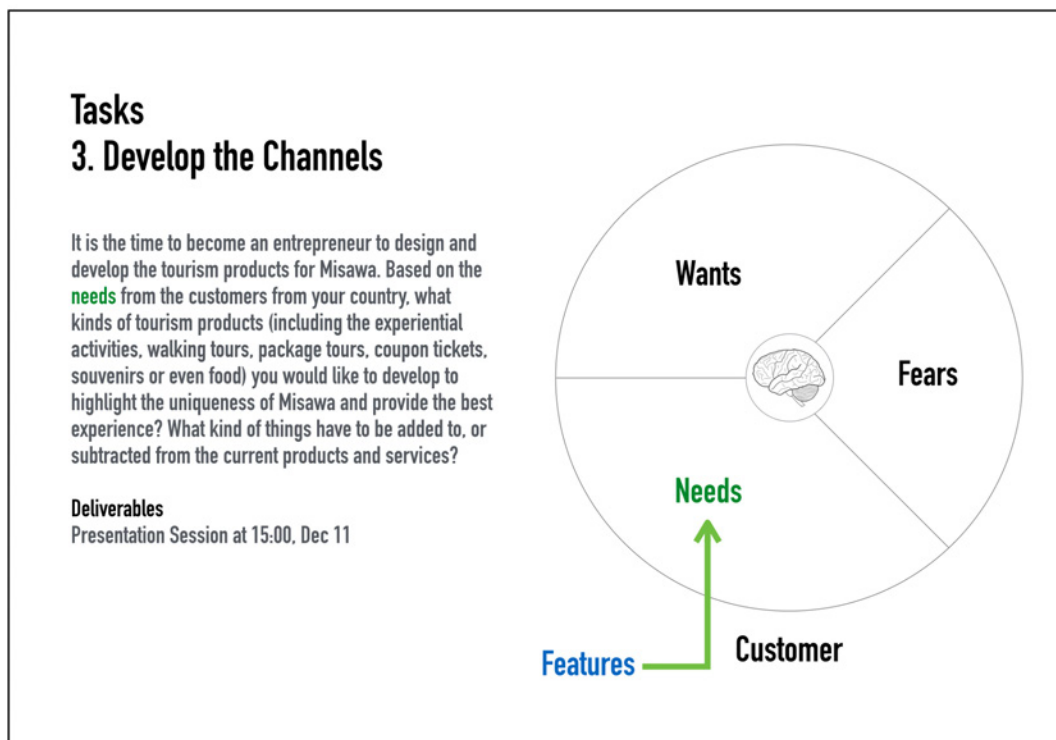 Tasks
3. Develop the Channels
It is the time to become an entrepreneur to design and
develop the tourism products for Misawa. Based on the
needs from the customers from your country, what
kinds of tourism products (including the experiential
activities, walking tours, package tours, coupon tickets,
souvenirs or even food) you would like to develop to
highlight the uniqueness of Misawa and provide the best
experience? What kind of things have to be added to, or
subtracted from the current products and services?
Deliverables
Presentation Session at 15:00, Dec 11
Wants
Fears
Needs
Customer
Features